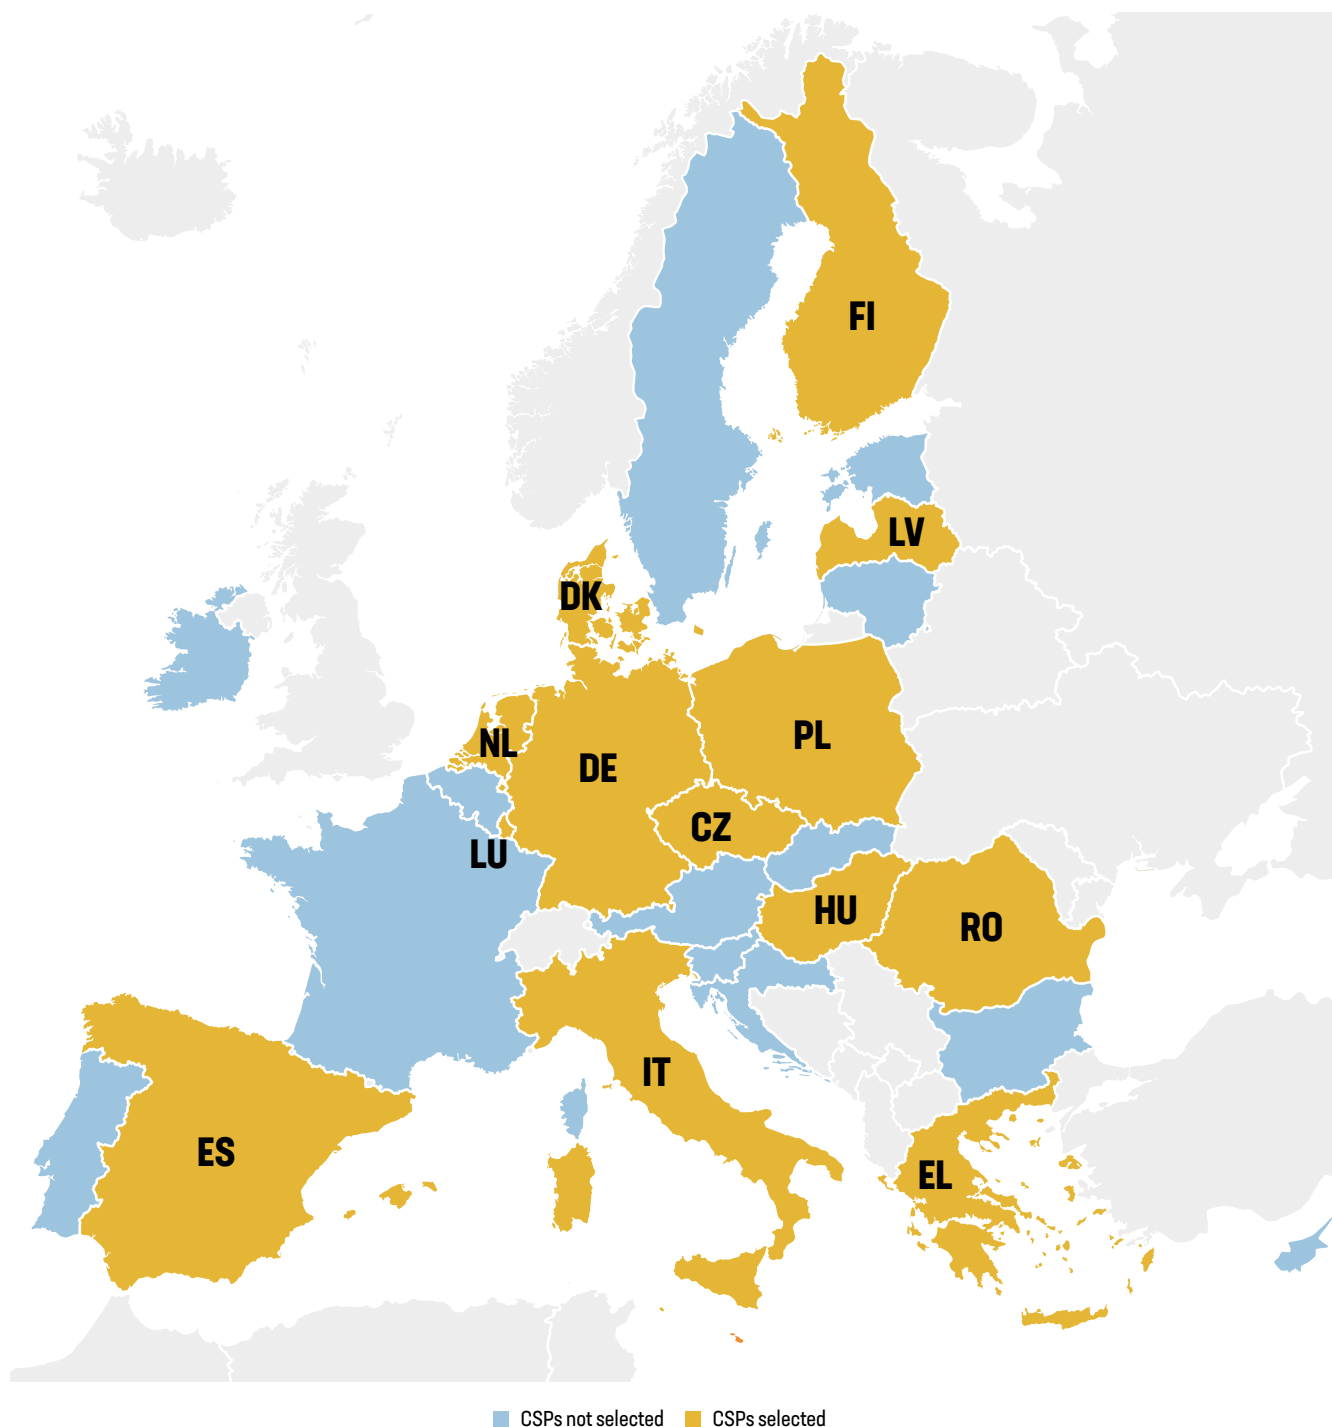 FI
LV
DK
NL
DE
PL
CZ
LU
HU
RO
IT
ES
EL
CSPs not selected
CSPs selected